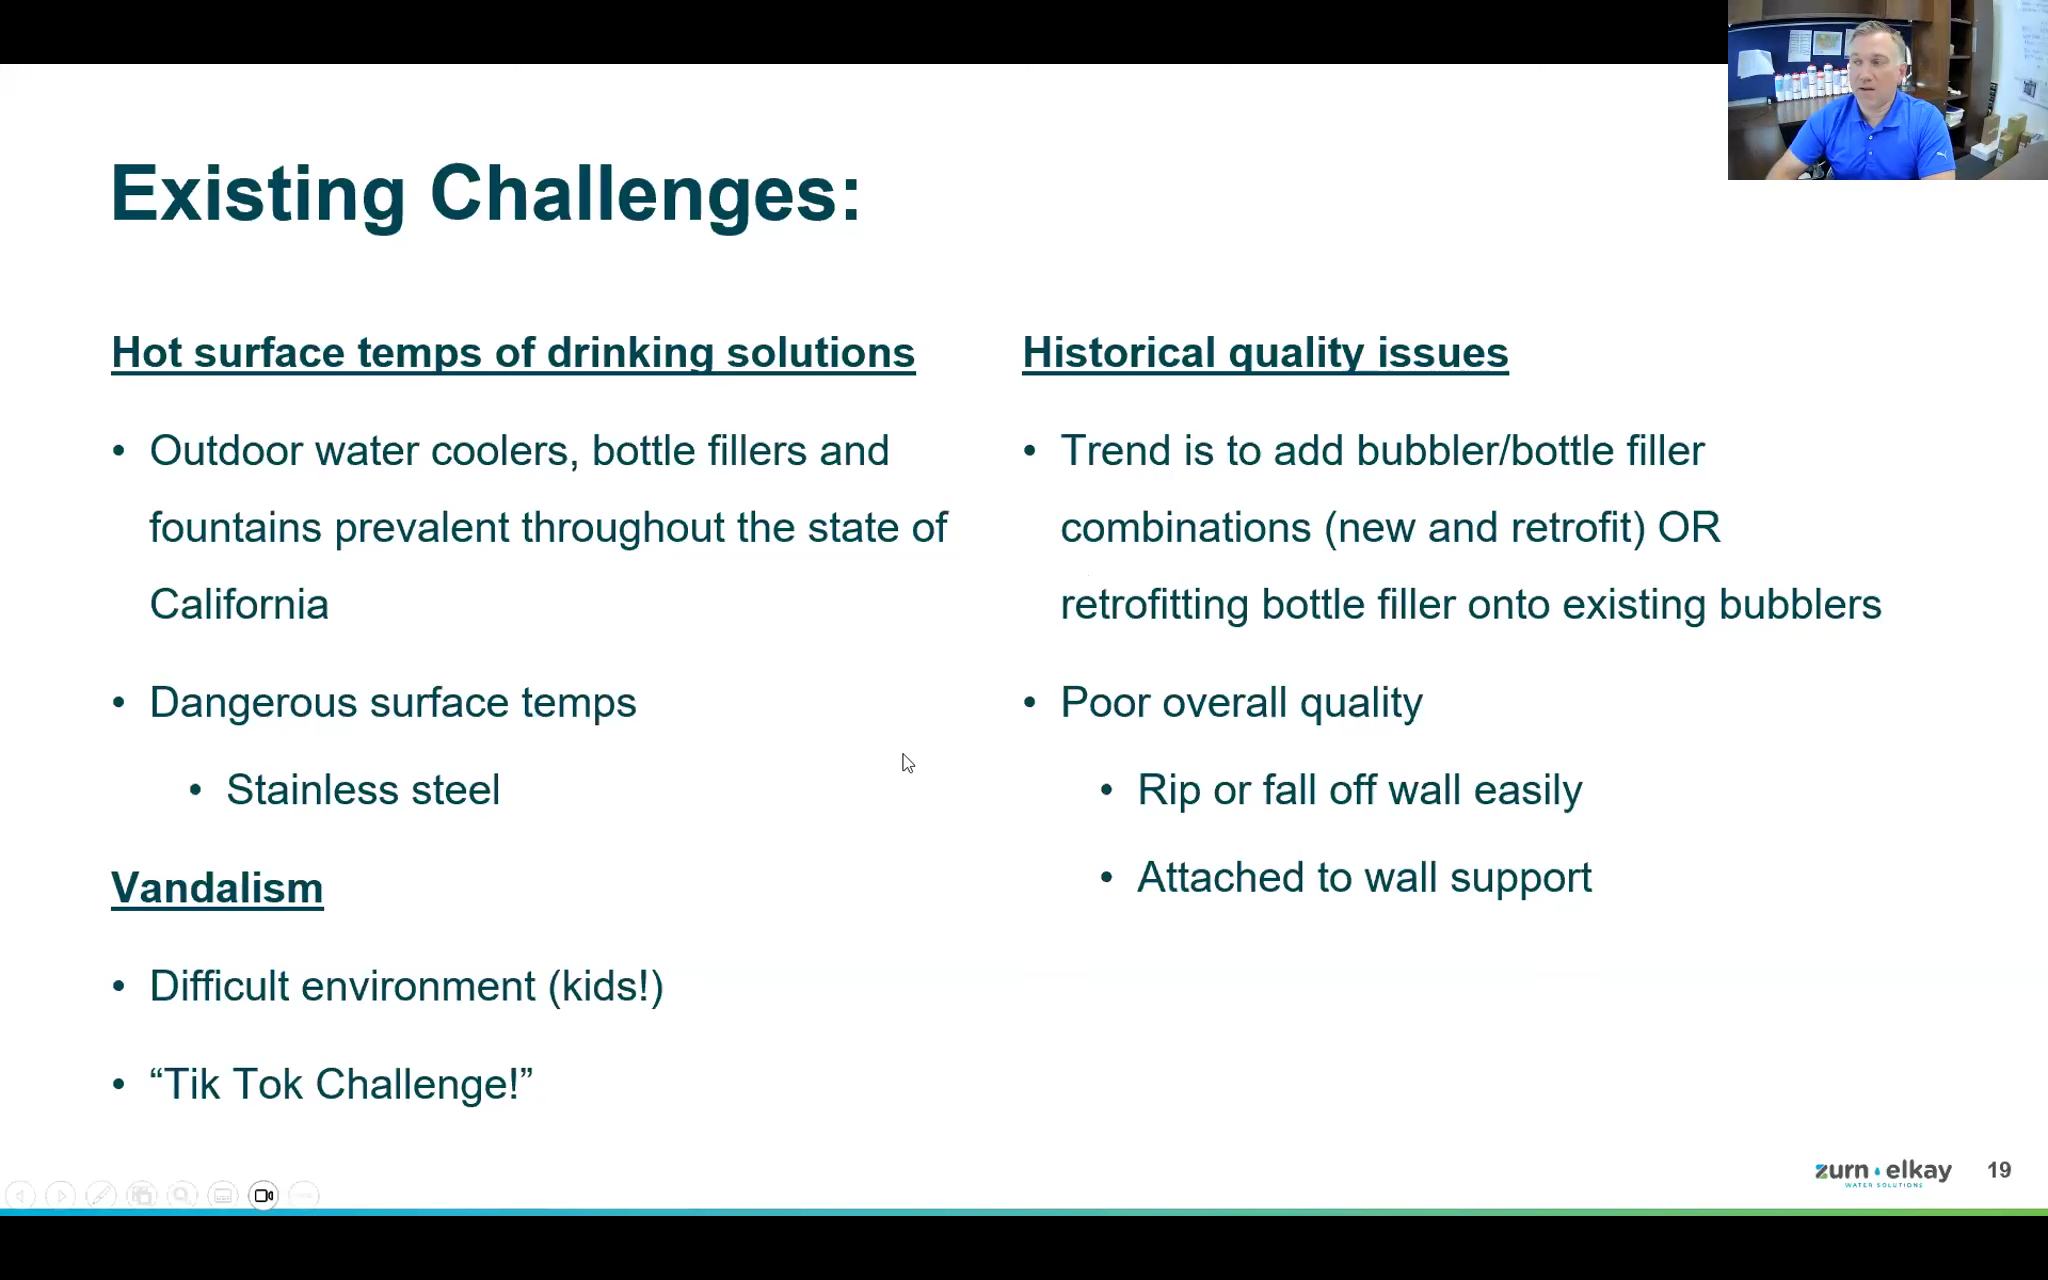 Existing Challenges:
Hot surface temps of drinking solutions
• Outdoor water coolers, bottle fillers and
fountains prevalent throughout the state of
California
• Dangerous surface temps
• Stainless steel
Vandalism
• Difficult environment (kids!)
• “Tik Tok Challenge!”
Historical quality issues
• Trend is to add bubbler/bottle filler
combinations (new and retrofit) OR
retrofitting bottle filler onto existing bubblers
• Poor overall quality
• Rip or fall off wall easily
• Attached to wall support
zurn elkay
WATER SOLUTIONS
19